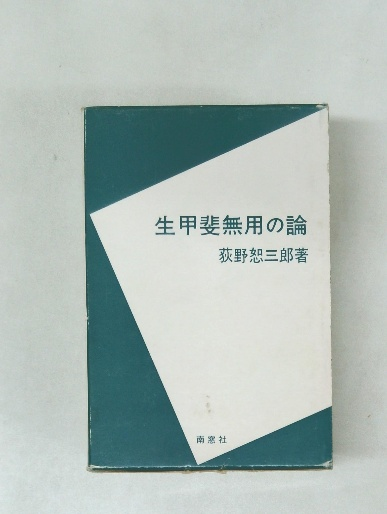 生甲斐無用の論
荻野恕三郎著
南窓社